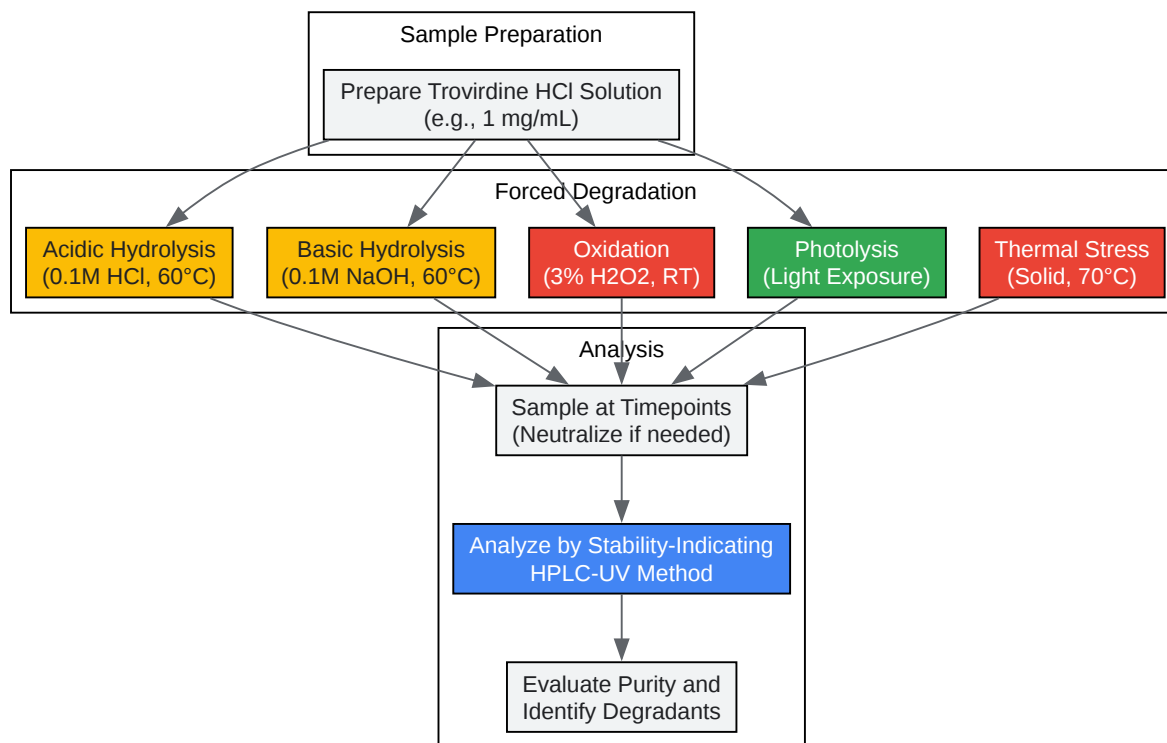 Sample Preparation
Prepare Trovirdine HCl Solution
(e.g., 1 mg/mL)
Forced Degradation
Acidic Hydrolysis
(0.1M HCl, 60°C)
Basic Hydrolysis
(0.1M NaOH, 60°C)
Oxidation
(3% H2O2, RT)
Photolysis
(Light Exposure)
Thermal Stress
(Solid, 70°C)
Analysis
Sample at Timepoints
(Neutralize if needed)
Analyze by Stability-Indicating
HPLC-UV Method
Evaluate Purity and
Identify Degradants